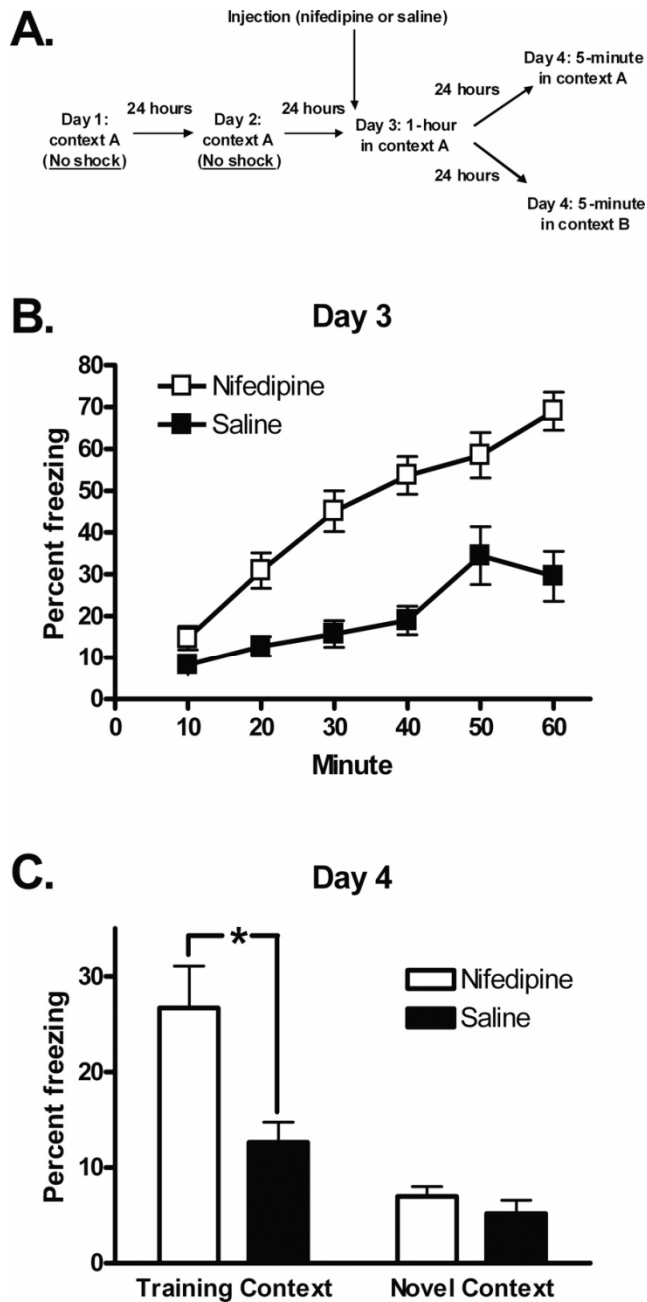 A.
Injection (nifedipine or saline)
Day 1:
context A
(No shock)
24 hours
Day 2:
context A
(No shock)
24 hours
Day 3: 1-hour
in context A
24 hours
Day 4: 5-minute
in context A
24 hours
Day 4: 5-minute
in context B
B.
Day 3
Percent freezing
80
70
60
50
40
30
20
10
0
Nifedipine
Saline
0 10 20 30 40 50 60
Minute
C.
Day 4
Percent freezing
30
20
10
0
*
Nifedipine
Saline
Training Context Novel Context